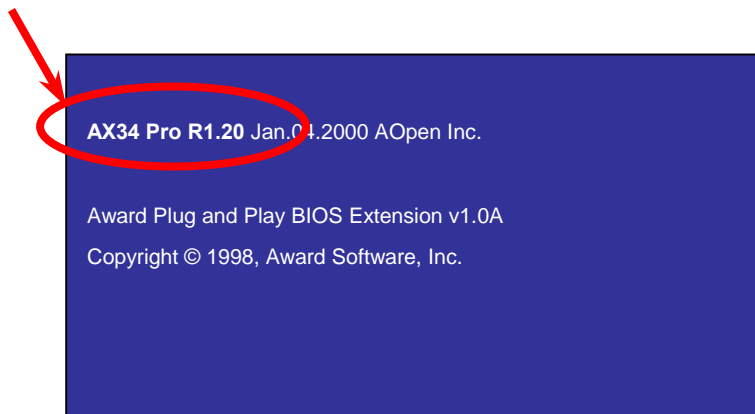 AX34 Pro R1.20 Jan.04.2000 AOpen Inc.
Award Plug and Play BIOS Extension v1.0A
Copyright © 1998, Award Software, Inc.